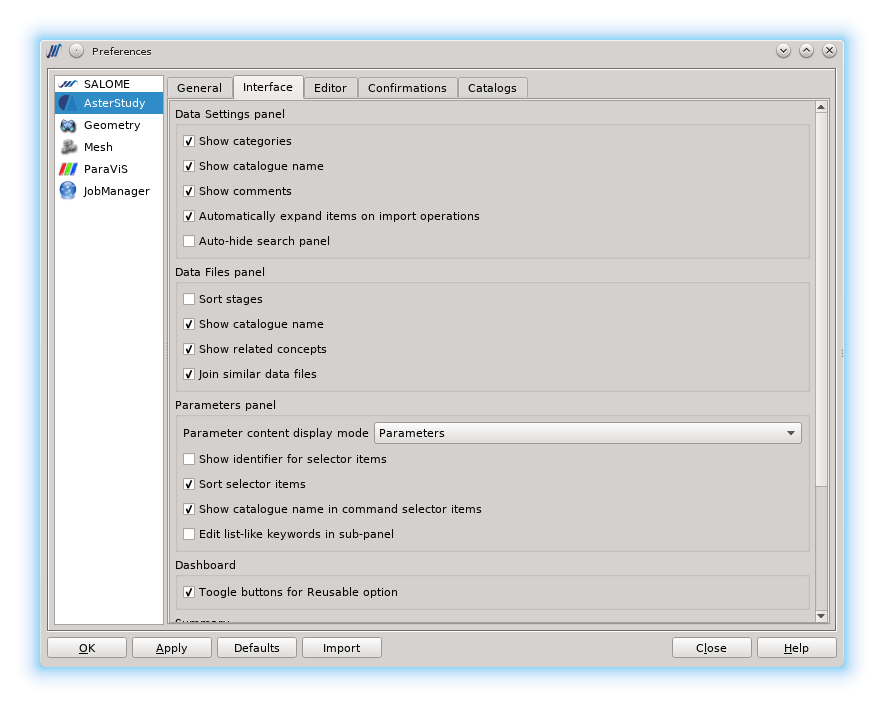 Preferences
SALOME
AsterStudy
Geometry
Mesh
ParaViS
JobManager
General Interface Editor Confirmations Catalogs
Data Settings panel
Show categories
Show catalogue name
Show comments
Automatically expand items on import operations
Auto-hide search panel
Data Files panel
Sort stages
Show catalogue name
Show related concepts
Join similar data files
Parameters panel
Parameter content display mode Parameters
Show identifier for selector items
Sort selector items
Show catalogue name in command selector items
Edit list-like keywords in sub-panel
Dashboard
Toogle buttons for Reusable option
Summary
OK Apply Defaults Import Close Help